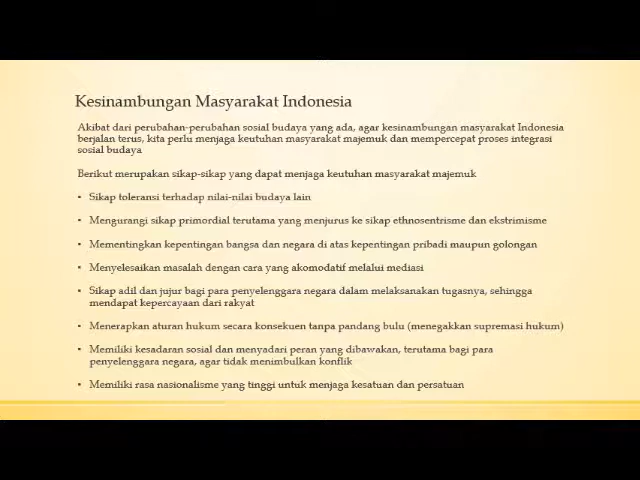 Kesinambungan Masyarakat Indonesia
Akibat dari perubahan-perubahan sosial budaya yang ada, agar kesinambungan masyarakat Indonesia
berjalan terus, kita perlu menjaga keutuhan masyarakat majemuk dan mempercepat proses integrasi
sosial budaya
Berikut merupakan sikap-sikap yang dapat menjaga keutuhan masyarakat majemuk
• Sikap toleransi terhadap nilai-nilai budaya lain
• Mengurangi sikap primordial terutama yang menjurus ke sikap ethnosentrisme dan ekstrimisme
• Mementingkan kepentingan bangsa dan negara di atas kepentingan pribadi maupun golongan
• Menyelesaikan masalah dengan cara yang akomodatif melalui mediasi
• Sikap adil dan jujur bagi para penyelenggara negara dalam melaksanakan tugasnya, sehingga
mendapat kepercayaan dari rakyat
• Menerapkan aturan hukum secara konsekuen tanpa pandang bulu (menegakkan supremasi hukum)
• Memiliki kesadaran sosial dan menyadari peran yang dibawakan, terutama bagi para
penyelenggara negara, agar tidak menimbulkan konflik
• Memiliki rasa nasionalisme yang tinggi untuk menjaga kesatuan dan persatuan